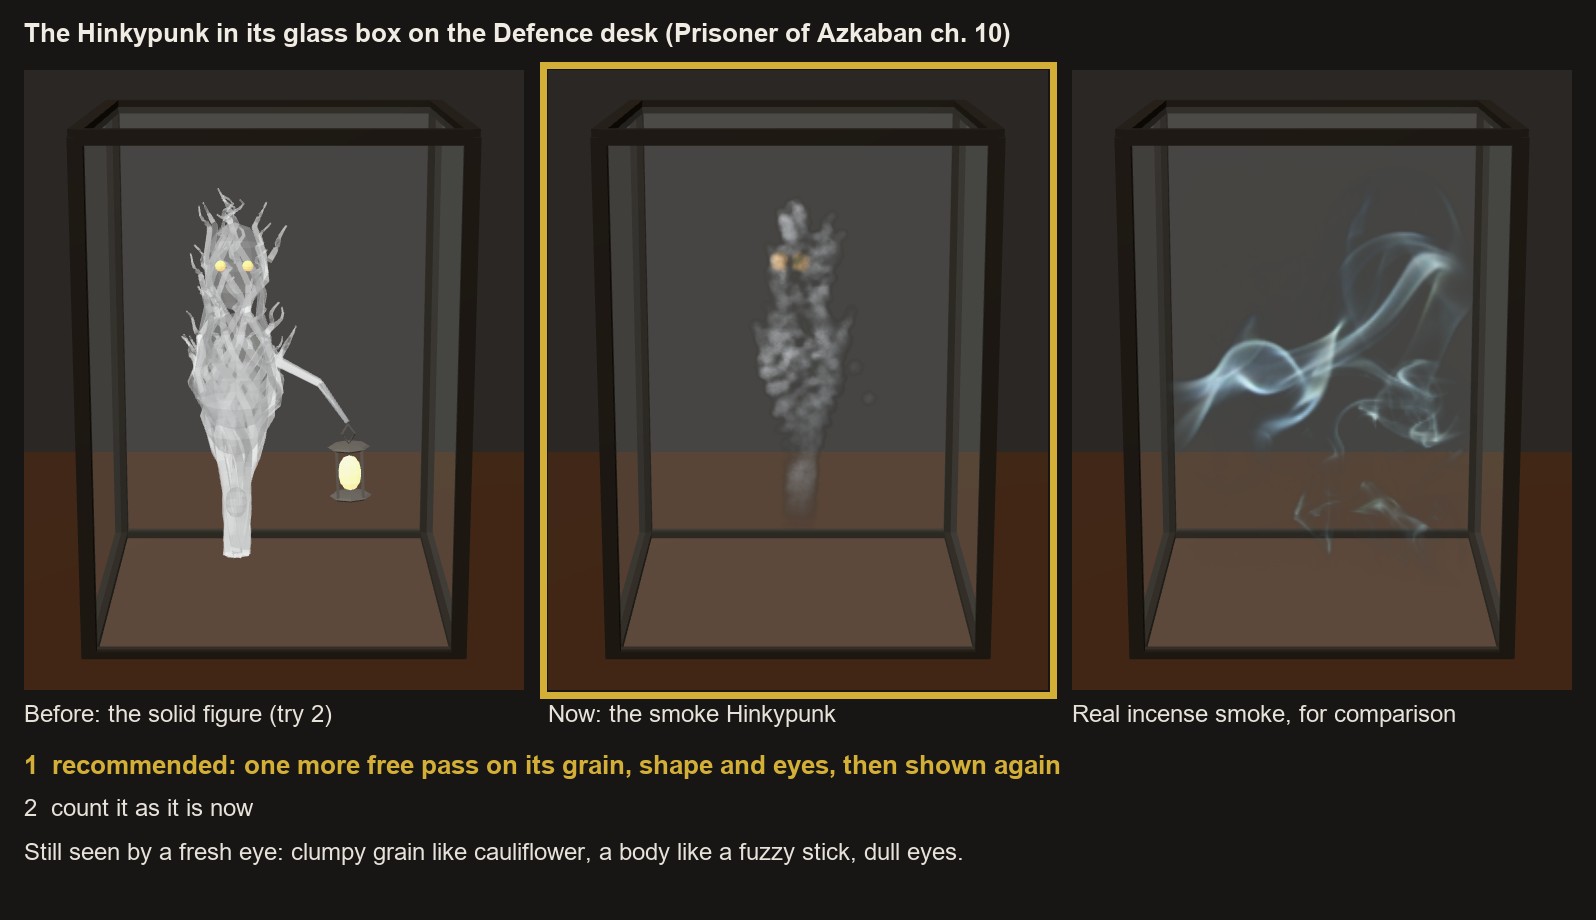 The Hinkypunk in its glass box on the Defence desk (Prisoner of Azkaban ch. 10)
Before: the solid figure (try 2)
Now: the smoke Hinkypunk
Real incense smoke, for comparison
1 recommended: one more free pass on its grain, shape and eyes, then shown again
2 count it as it is now
Still seen by a fresh eye: clumpy grain like cauliflower, a body like a fuzzy stick, dull eyes.